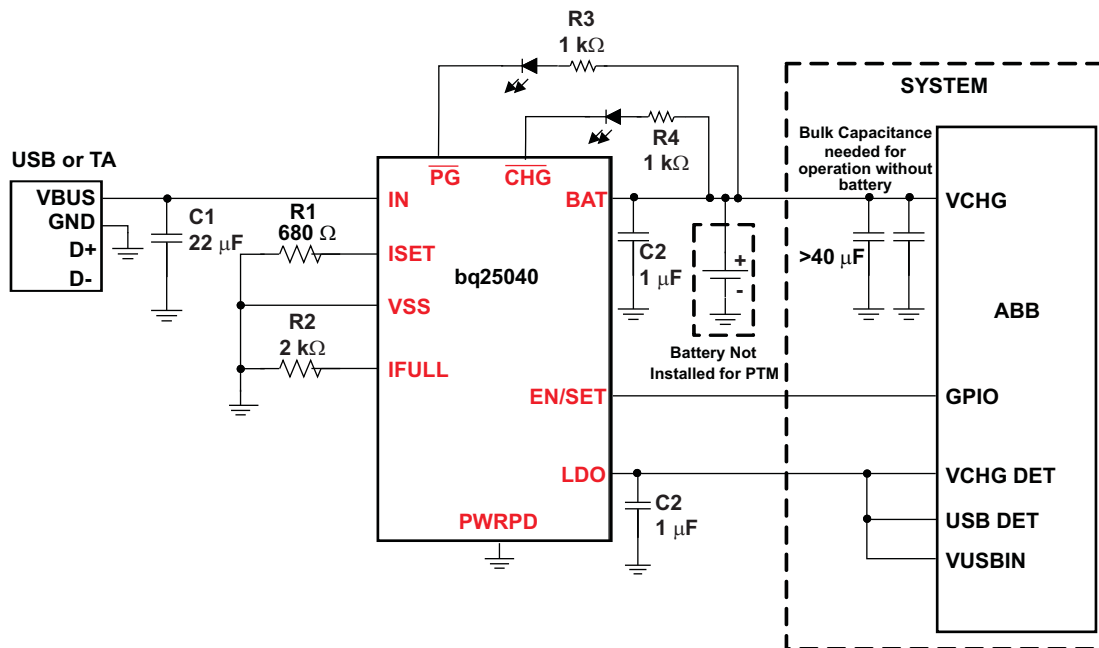 R3
1 kΩ
SYSTEM
R4
1 kΩ
Bulk Capacitance
needed for
operation without
battery
USB or TA
VBUS
GND
D+
D-
C1
22 μF
R1
680 Ω
R2
2 kΩ
PG
CHG
IN
BAT
ISET
bq25040
VSS
IFULL
EN/SET
LDO
PWRPD
C2
1 μF
+
-
Battery Not
Installed for PTM
>40 μF
C2
1 μF
VCHG
ABB
GPIO
VCHG DET
USB DET
VUSBIN